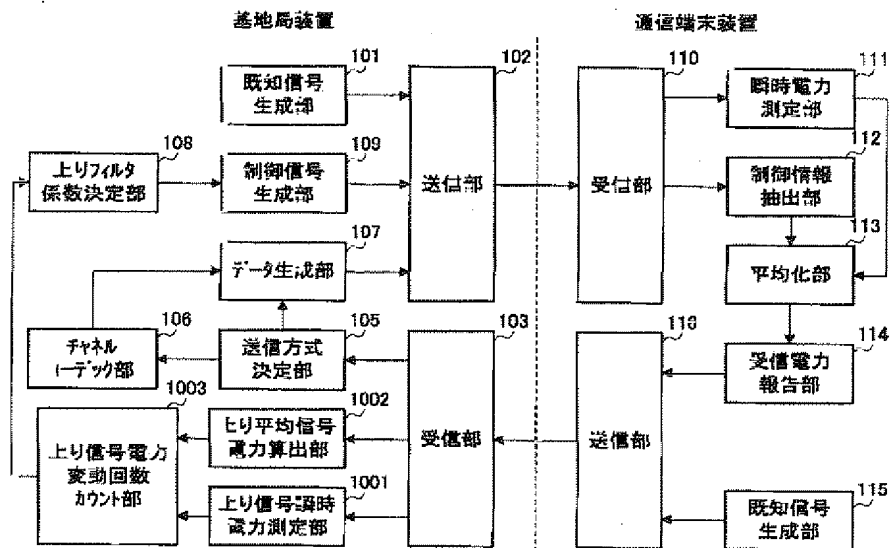 基地局装置
通信端末装置
101
既知信号
生成部
102
送信部
110
受信部
111
瞬時電力
測定部
108
上りフィルタ
係数決定部
109
制御信号
生成部
112
制御情報
抽出部
107
データ生成部
113
平均化部
106
チャネル
コーデック部
105
送信方式
決定部
103
受信部
116
送信部
114
受信電力
報告部
1003
上り信号電力
変動回数
カウント部
1002
上り平均信号
電力算出部
1001
上り信号瞬時
電力測定部
115
既知信号
生成部